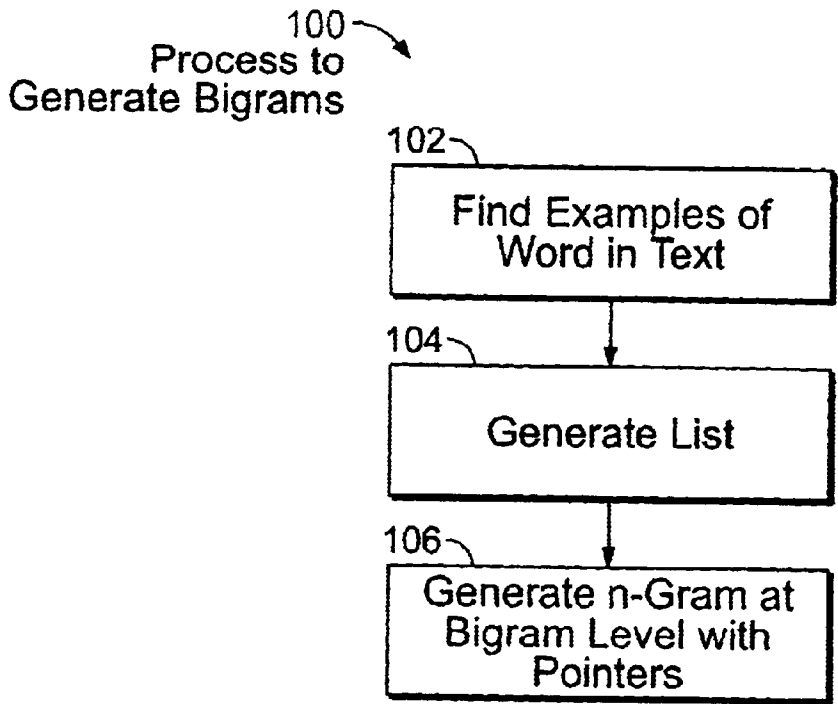 100
Process to
Generate Bigrams
102
Find Examples of
Word in Text
104
Generate List
106
Generate n-Gram at
Bigram Level with
Pointers